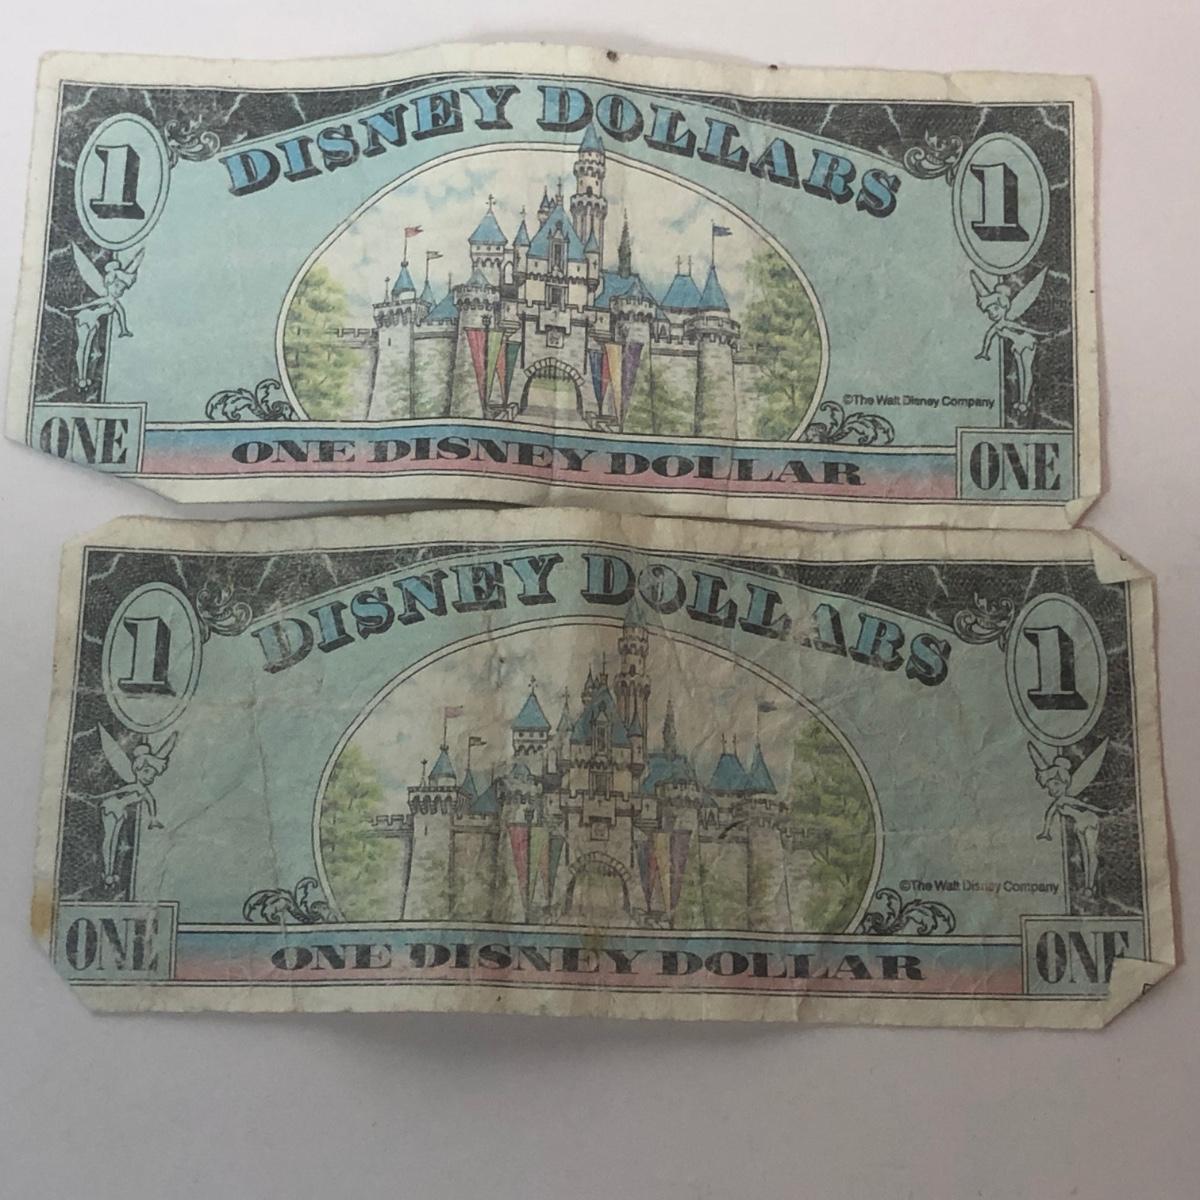 DISNEY DOLLARS
1 1
©The Walt Disney Company
ONE ONE DISNEY DOLLAR ONE
DISNEY DOLLARS
1 1
©The Walt Disney Company
ONE ONE DISNEY DOLLAR ONE